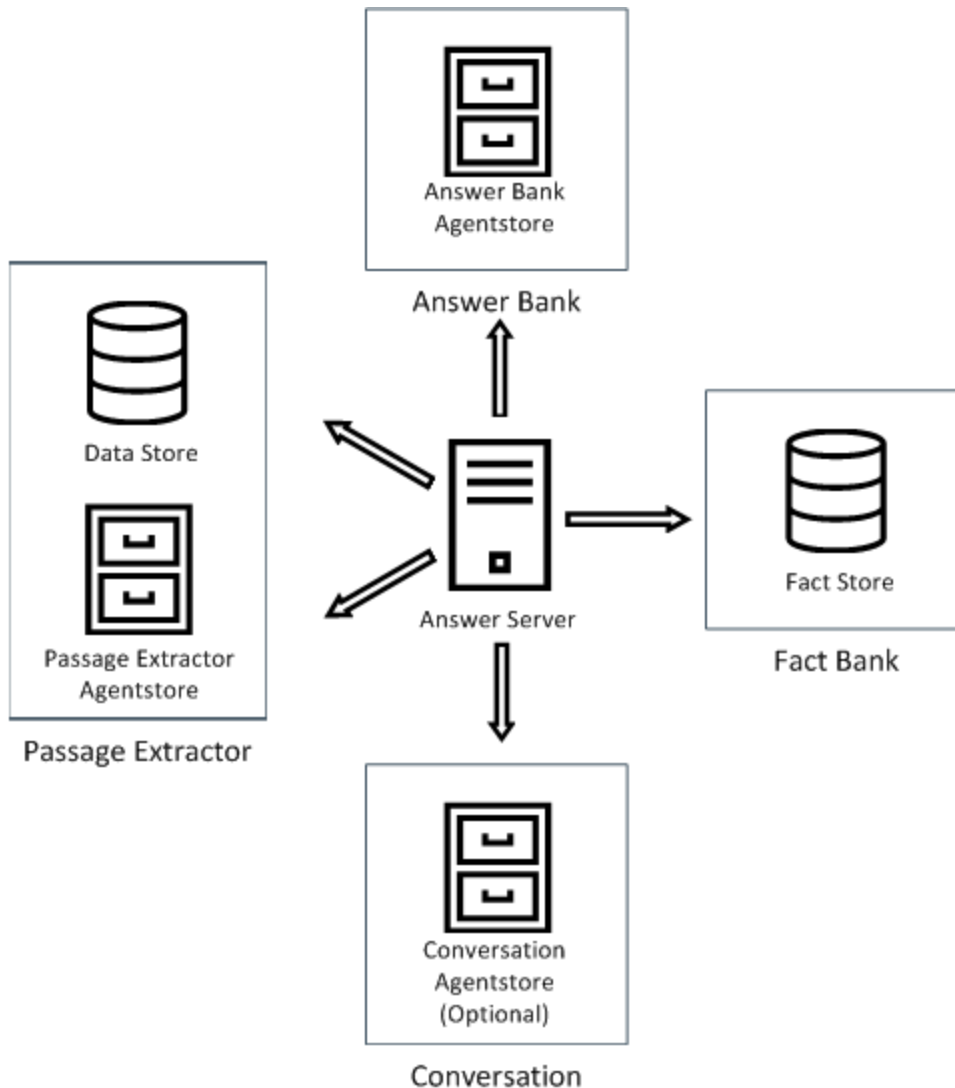 Answer Bank
Agentstore
Answer Bank
Data Store
Passage Extractor
Agentstore
Passage Extractor
Answer Server
Fact Store
Fact Bank
Conversation
Agentstore
(Optional)
Conversation